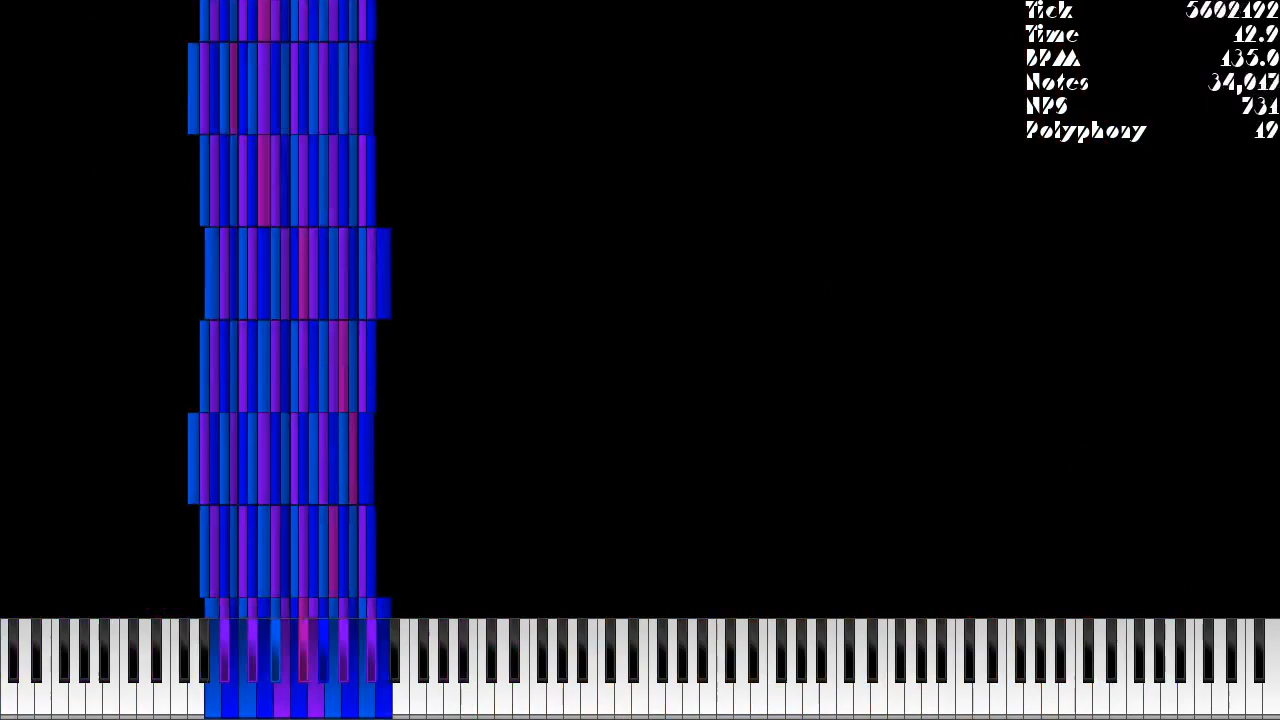 Tick 5602192
Time 12.9
BPM 135.0
Notes 34,017
NPS 731
Polyphony 19